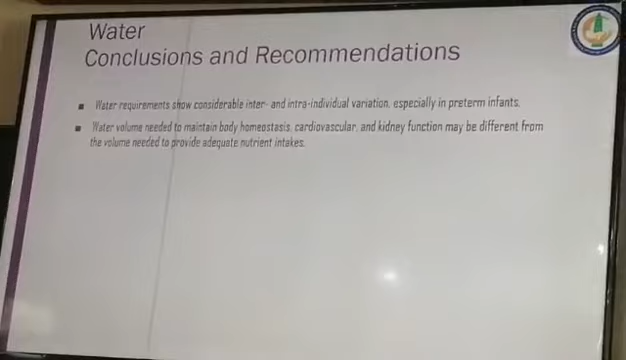 Water
Conclusions and Recommendations
Water requirements show considerable inter- and intra-individual variation, especially in preterm infants.
Water volume needed to maintain body homeostasis, cardiovascular, and kidney function may be different from
the volume needed to provide adequate nutrient intakes.